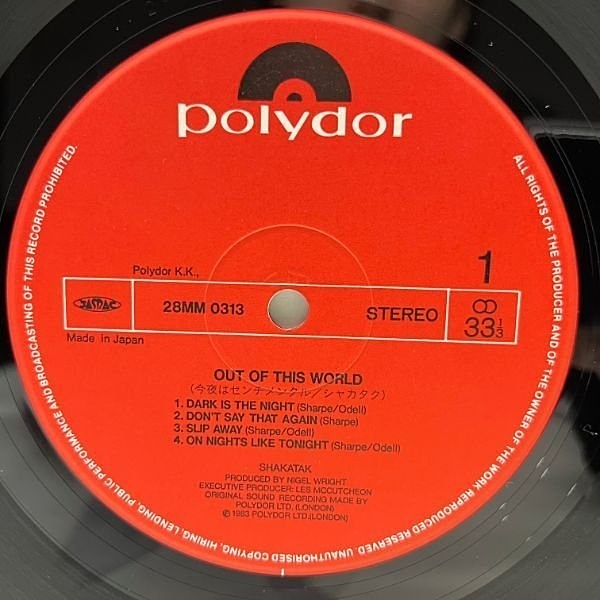 polydor
Polydor K.K.,
1
JASRAC
28MM 0313
STEREO
33 1/3
Made in Japan
OUT OF THIS WORLD
(今夜はセンチメンタル/シャカタク)
1. DARK IS THE NIGHT (Sharpe/Odell)
2. DON'T SAY THAT AGAIN (Sharpe)
3. SLIP AWAY (Sharpe/Odell)
4. ON NIGHTS LIKE TONIGHT (Sharpe/Odell)
SHAKATAK
PRODUCED BY NIGEL WRIGHT
EXECUTIVE PRODUCER: LES MCCUTCHEON
ORIGINAL SOUND RECORDING MADE BY
POLYDOR LTD. (LONDON)
℗ 1983 POLYDOR LTD.(LONDON)
ALL RIGHTS OF THE PRODUCER AND OF THE OWNER OF THE WORK REPRODUCED RESERVED. UNAUTHORISED COPYING, HIRING, LENDING, PUBLIC PERFORMANCE AND BROADCASTING OF THIS RECORD PROHIBITED.